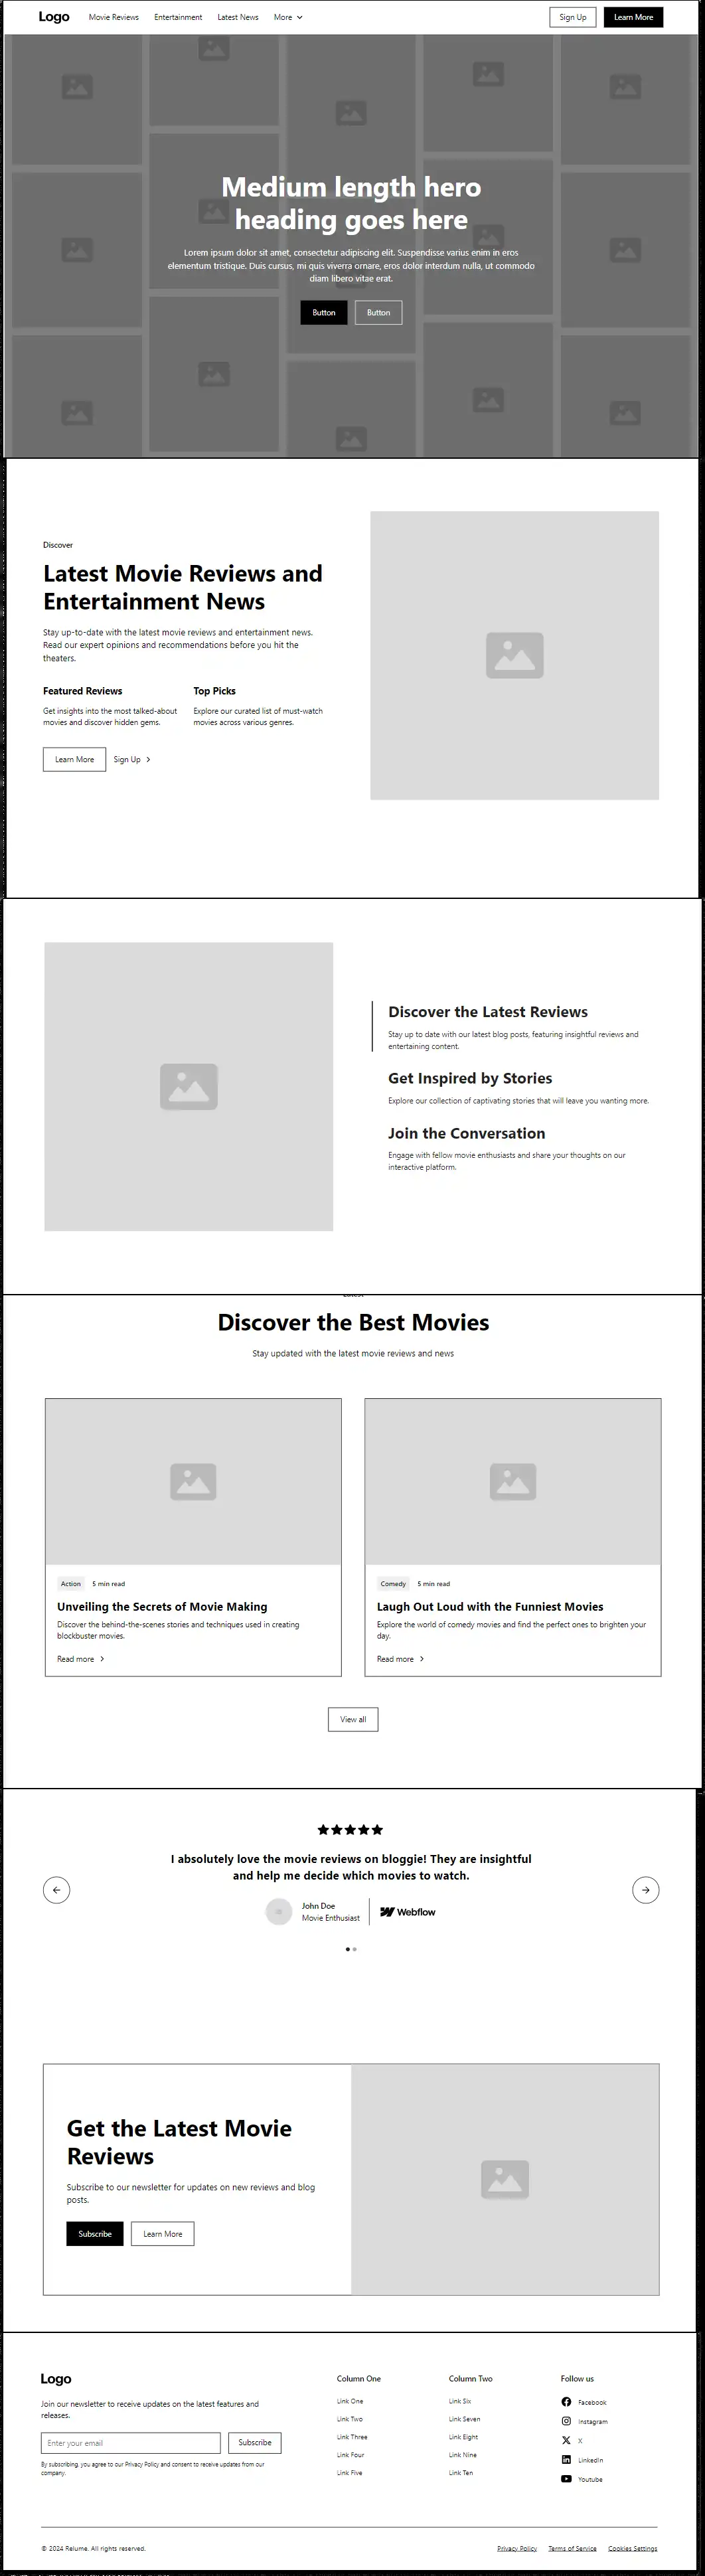 Logo
Movie Reviews
Entertainment
Latest News
More
Sign Up
Learn More
Medium length hero
heading goes here
Lorem ipsum dolor sit amet, consectetur adipiscing elit. Suspendisse varius enim in eros
elementum tristique. Duis cursus, mi quis viverra ornare, eros dolor interdum nulla, ut commodo
diam libero vitae erat.
Button
Button
Discover
Latest Movie Reviews and
Entertainment News
Stay up-to-date with the latest movie reviews and entertainment news.
Read our expert opinions and recommendations before you hit the
theaters.
Featured Reviews
Get insights into the most talked-about
movies and discover hidden gems.
Top Picks
Explore our curated list of must-watch
movies across various genres.
Learn More
Sign Up
Discover the Latest Reviews
Stay up to date with our latest blog posts, featuring insightful reviews and
entertaining content.
Get Inspired by Stories
Explore our collection of captivating stories that will leave you wanting more.
Join the Conversation
Engage with fellow movie enthusiasts and share your thoughts on our
interactive platform.
Discover the Best Movies
Stay updated with the latest movie reviews and news
Action
5 min read
Unveiling the Secrets of Movie Making
Discover the behind-the-scenes stories and techniques used in creating
blockbuster movies.
Read more
Comedy
5 min read
Laugh Out Loud with the Funniest Movies
Explore the world of comedy movies and find the perfect ones to brighten your
day.
Read more
View all
I absolutely love the movie reviews on bloggie! They are insightful
and help me decide which movies to watch.
John Doe
Movie Enthusiast
Webflow
Get the Latest Movie
Reviews
Subscribe to our newsletter for updates on new reviews and blog
posts.
Subscribe
Learn More
Logo
Join our newsletter to receive updates on the latest features and
releases.
Enter your email
Subscribe
By subscribing, you agree to our Privacy Policy and consent to receive updates from our
company.
Column One
Link One
Link Two
Link Three
Link Four
Link Five
Column Two
Link Six
Link Seven
Link Eight
Link Nine
Link Ten
Follow us
Facebook
Instagram
X
LinkedIn
Youtube
© 2024 Relume. All rights reserved.
Privacy Policy
Terms of Service
Cookies Settings